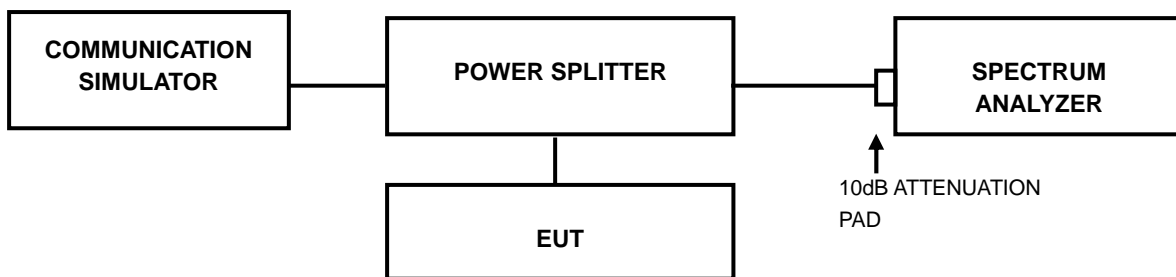 COMMUNICATION
SIMULATOR
POWER SPLITTER
SPECTRUM
ANALYZER
10dB ATTENUATION
PAD
EUT